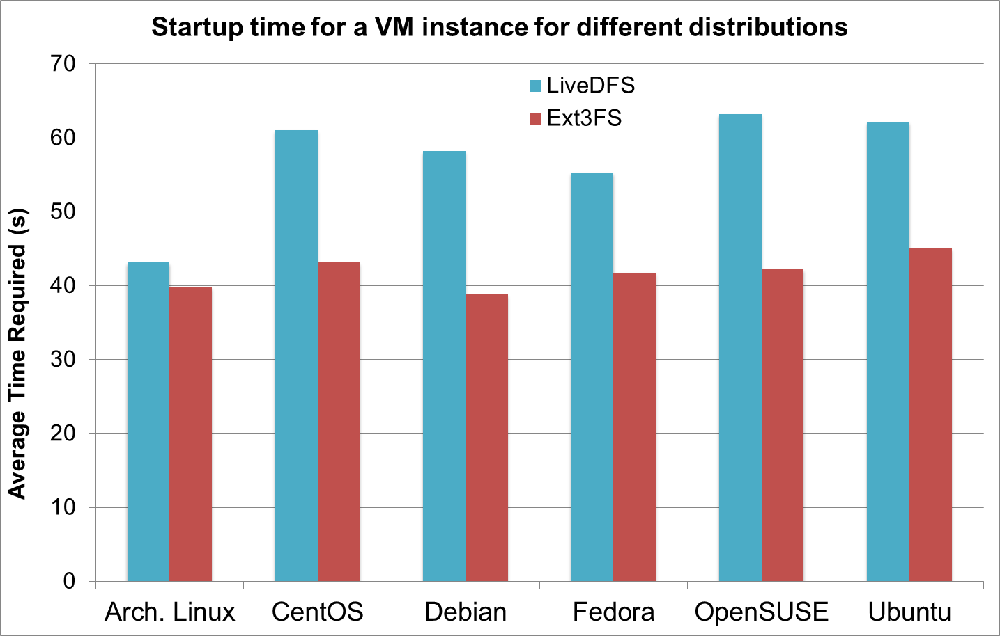 Startup time for a VM instance for different distributions
LiveDFS
Ext3FS
Average Time Required (s)
70
60
50
40
30
20
10
0
Arch. Linux CentOS Debian Fedora OpenSUSE Ubuntu